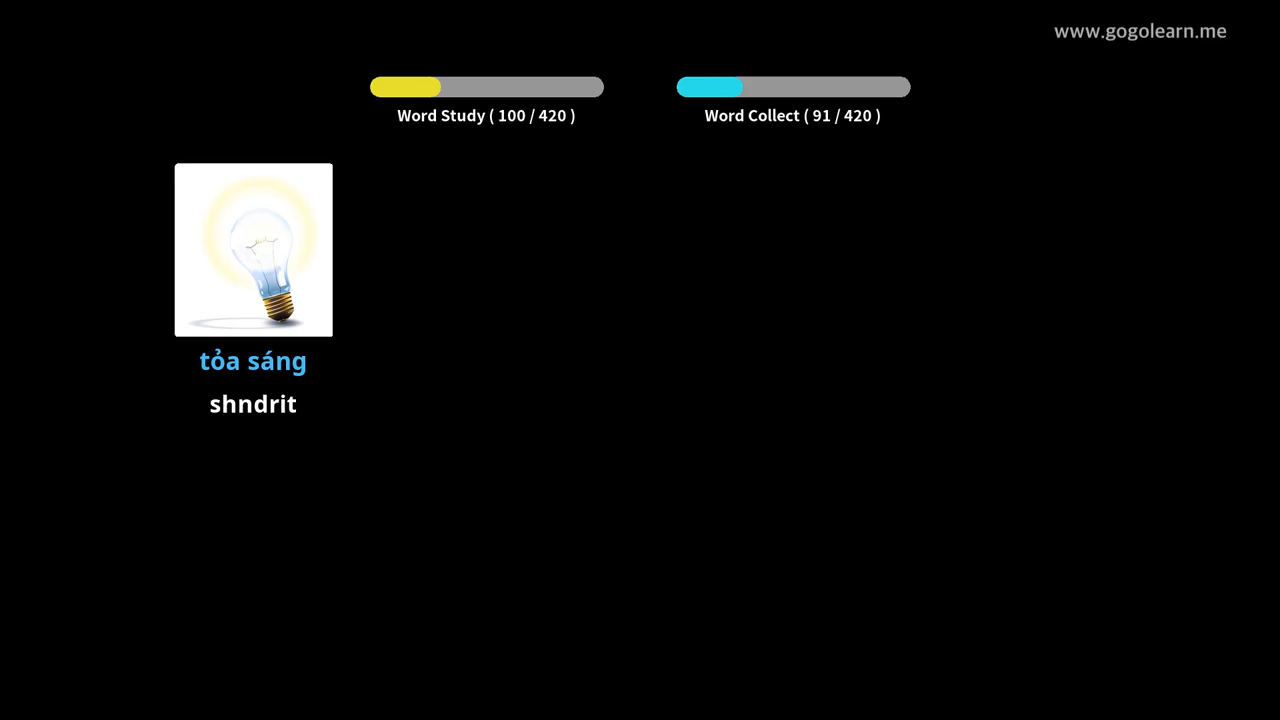 www.gogolearn.me
Word Study ( 100 / 420 )
Word Collect ( 91 / 420 )
tỏa sáng
shndrit